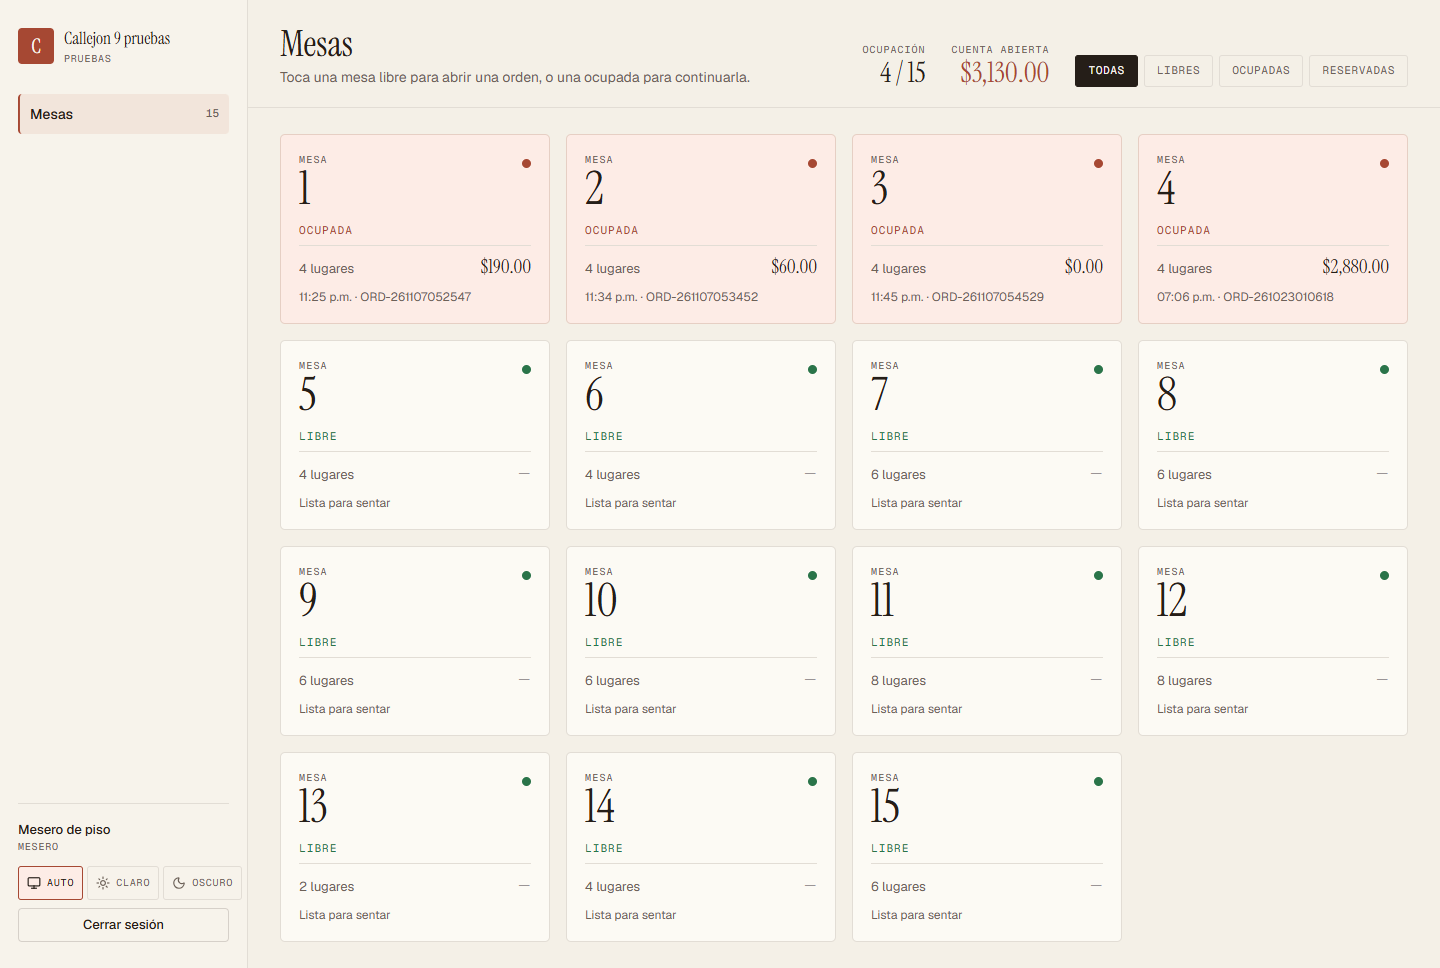 C
Callejon 9 pruebas
PRUEBAS
Mesas 15
Mesero de piso
MESERO
AUTO CLARO OSCURO
Cerrar sesión
Mesas
Toca una mesa libre para abrir una orden, o una ocupada para continuarla.
OCUPACIÓN
4 / 15
CUENTA ABIERTA
$3,130.00
TODAS LIBRES OCUPADAS RESERVADAS
MESA
1
OCUPADA
4 lugares $190.00
11:25 p.m. · ORD-261107052547
MESA
2
OCUPADA
4 lugares $60.00
11:34 p.m. · ORD-261107053452
MESA
3
OCUPADA
4 lugares $0.00
11:45 p.m. · ORD-261107054529
MESA
4
OCUPADA
4 lugares $2,880.00
07:06 p.m. · ORD-261023010618
MESA
5
LIBRE
4 lugares —
Lista para sentar
MESA
6
LIBRE
4 lugares —
Lista para sentar
MESA
7
LIBRE
6 lugares —
Lista para sentar
MESA
8
LIBRE
6 lugares —
Lista para sentar
MESA
9
LIBRE
6 lugares —
Lista para sentar
MESA
10
LIBRE
6 lugares —
Lista para sentar
MESA
11
LIBRE
8 lugares —
Lista para sentar
MESA
12
LIBRE
8 lugares —
Lista para sentar
MESA
13
LIBRE
2 lugares —
Lista para sentar
MESA
14
LIBRE
4 lugares —
Lista para sentar
MESA
15
LIBRE
6 lugares —
Lista para sentar